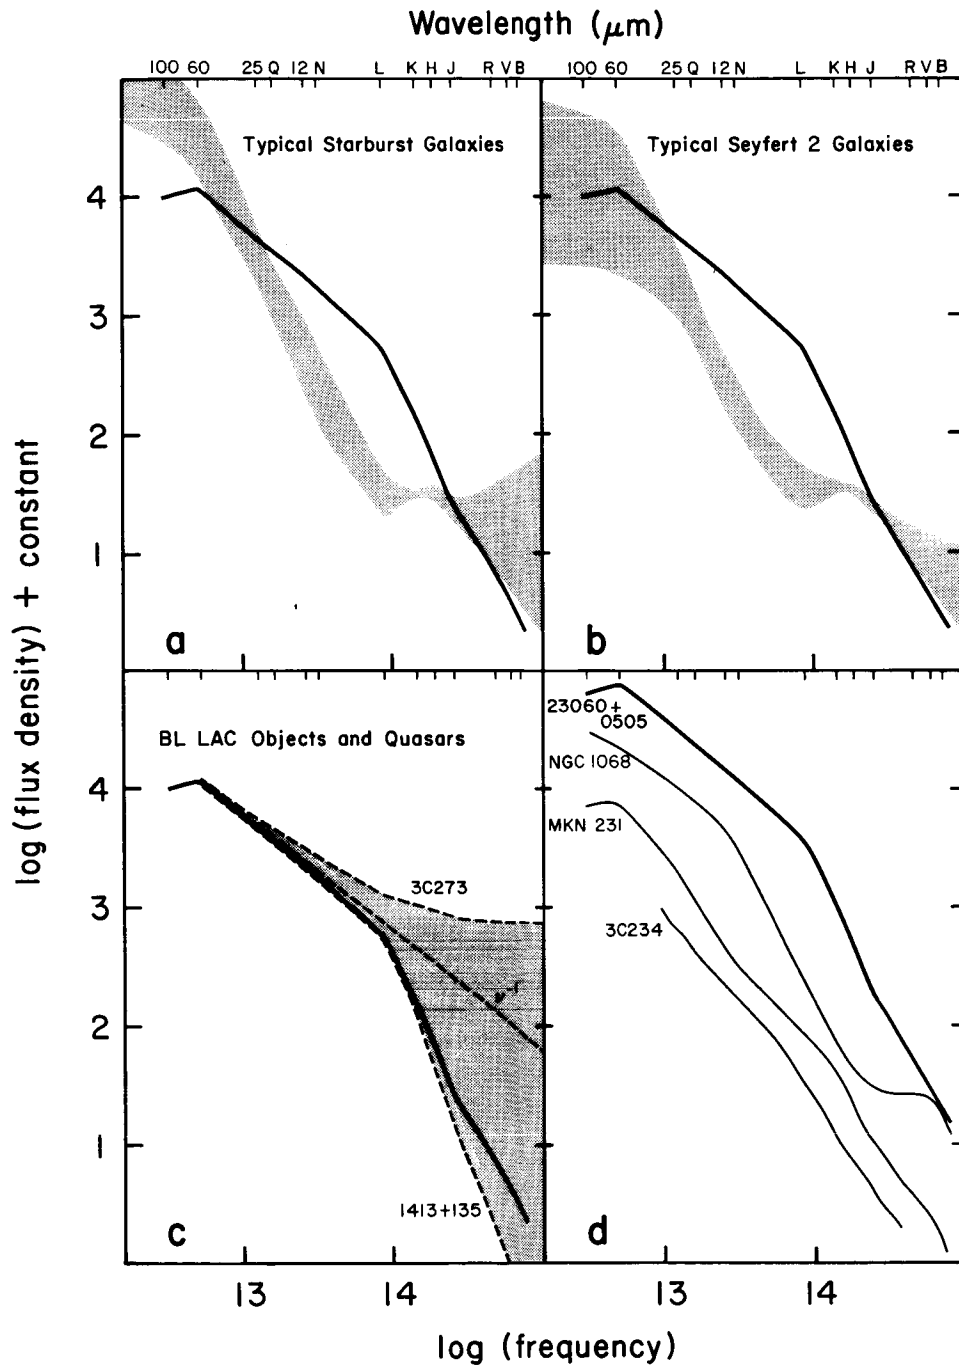 Wavelength (μm)
100 60 25 Q 12 N L K H J R V B
100 60 25 Q 12 N L K H J R V B
Typical Starburst Galaxies
Typical Seyfert 2 Galaxies
4
3
2
1
a
b
log (flux density) + constant
BL LAC Objects and Quasars
23060+
0505
NGC 1068
MKN 231
3C234
3C273
ν⁻¹
1413+135
4
3
2
1
c
d
13
14
13
14
log (frequency)